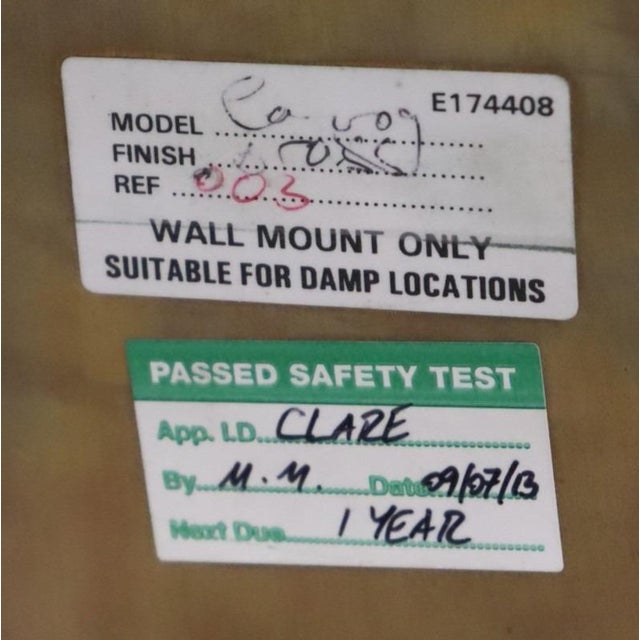 E174408
MODEL
FINISH
REF 003
WALL MOUNT ONLY
SUITABLE FOR DAMP LOCATIONS
PASSED SAFETY TEST
App. I.D. CLARE
By M.M. Date 09/07/13
Next Due 1 YEAR